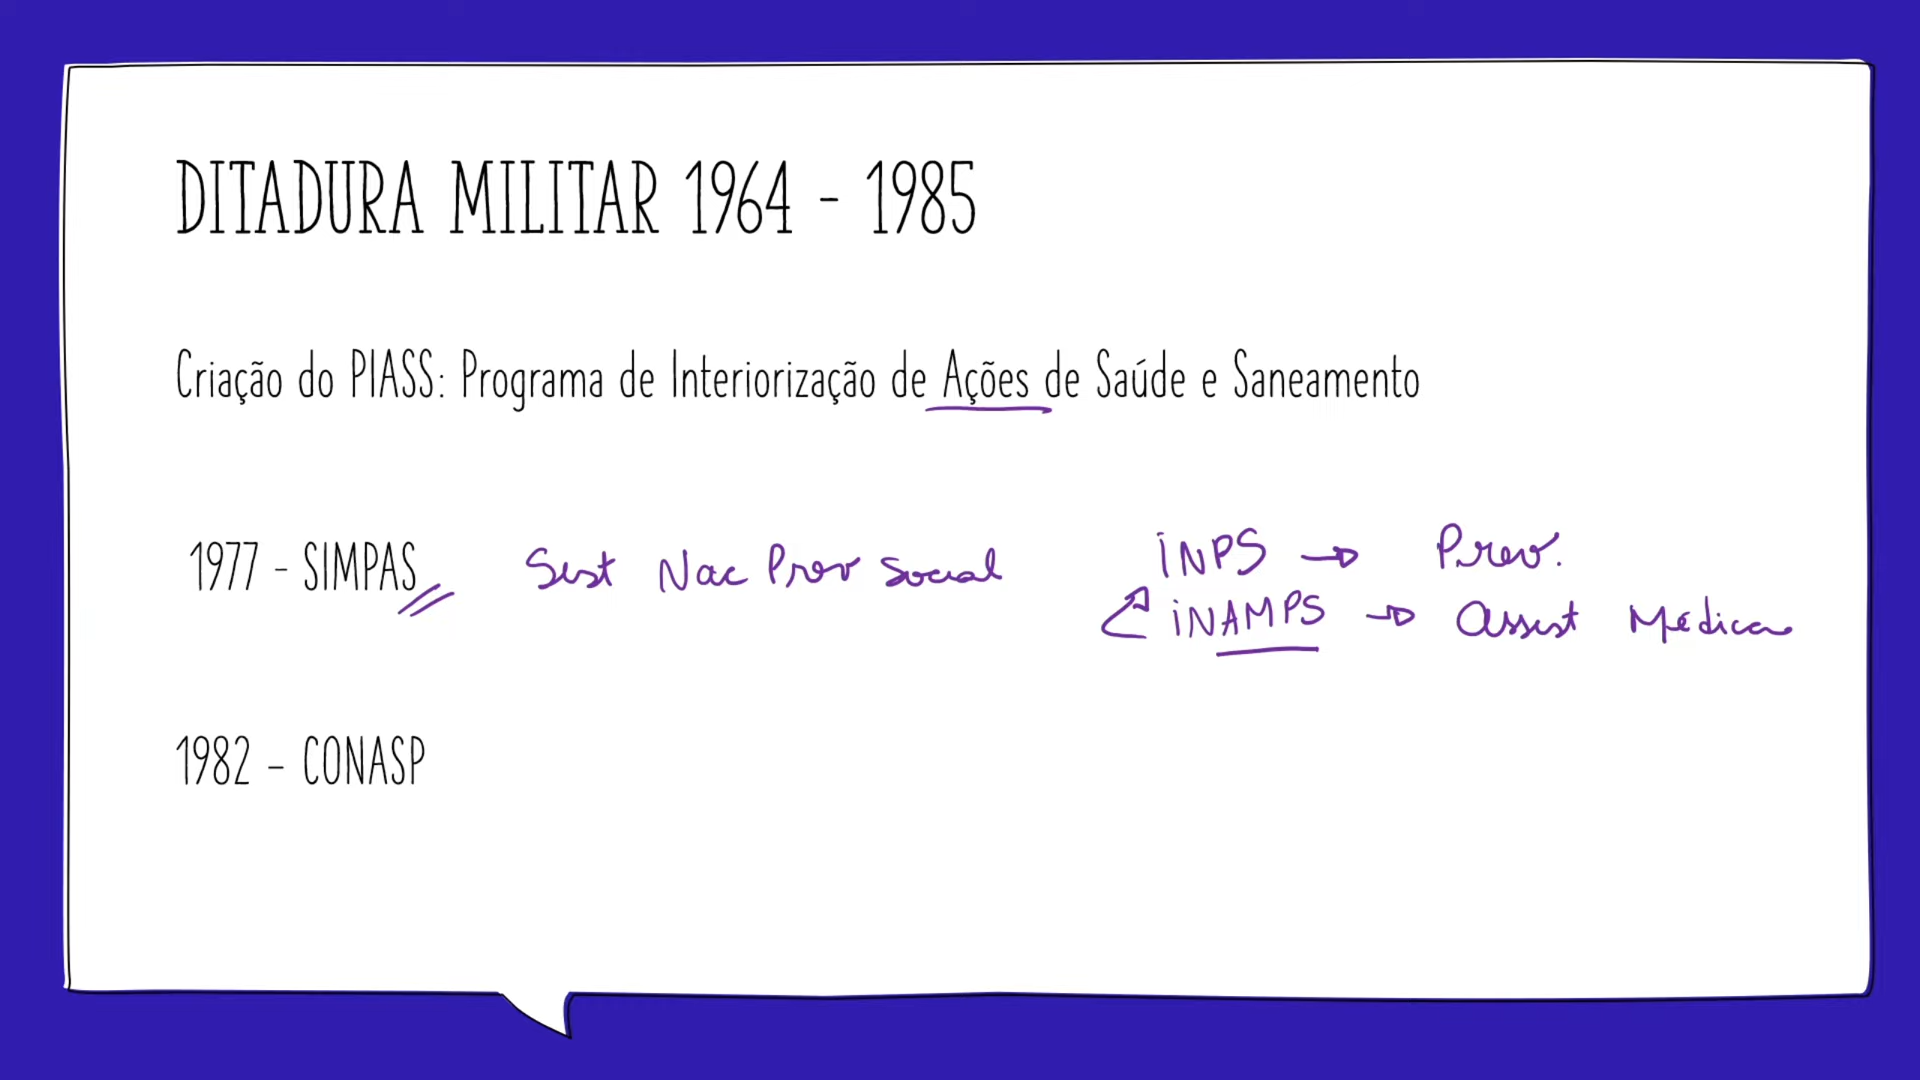 DITADURA MILITAR 1964 - 1985
Criação do PIASS: Programa de Interiorização de Ações de Saúde e Saneamento
1977 - SIMPAS Sist Nac Prev Social INPS → Prev.
INAMPS → Assist Médica
1982 - CONASP